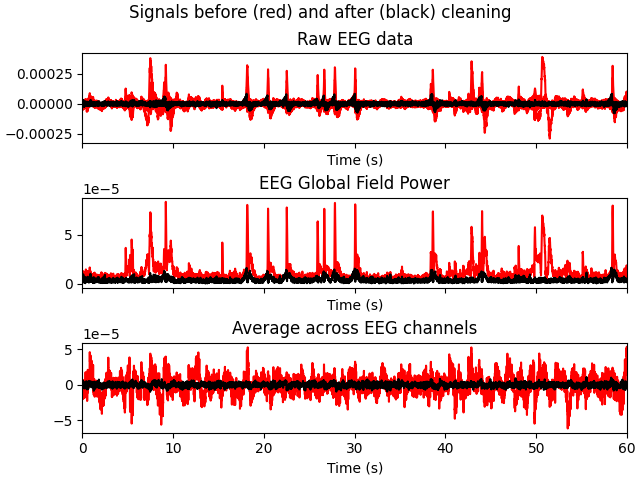 Signals before (red) and after (black) cleaning
Raw EEG data
0.00025
0.00000
−0.00025
Time (s)
EEG Global Field Power
1e−5
5
0
Time (s)
Average across EEG channels
1e−5
5
0
−5
0 10 20 30 40 50 60
Time (s)